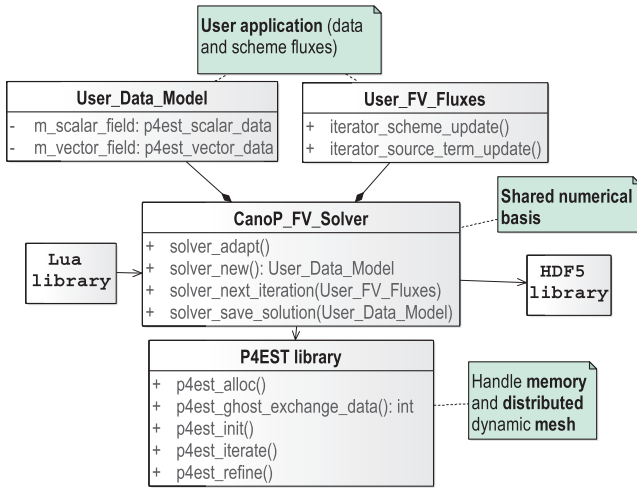 User application (data
and scheme fluxes)
User_Data_Model
- m_scalar_field: p4est_scalar_data
- m_vector_field: p4est_vector_data
User_FV_Fluxes
+ iterator_scheme_update()
+ iterator_source_term_update()
Shared numerical
basis
CanoP_FV_Solver
+ solver_adapt()
+ solver_new(): User_Data_Model
+ solver_next_iteration(User_FV_Fluxes)
+ solver_save_solution(User_Data_Model)
Lua
library
HDF5
library
P4EST library
+ p4est_alloc()
+ p4est_ghost_exchange_data(): int
+ p4est_init()
+ p4est_iterate()
+ p4est_refine()
Handle memory
and distributed
dynamic mesh